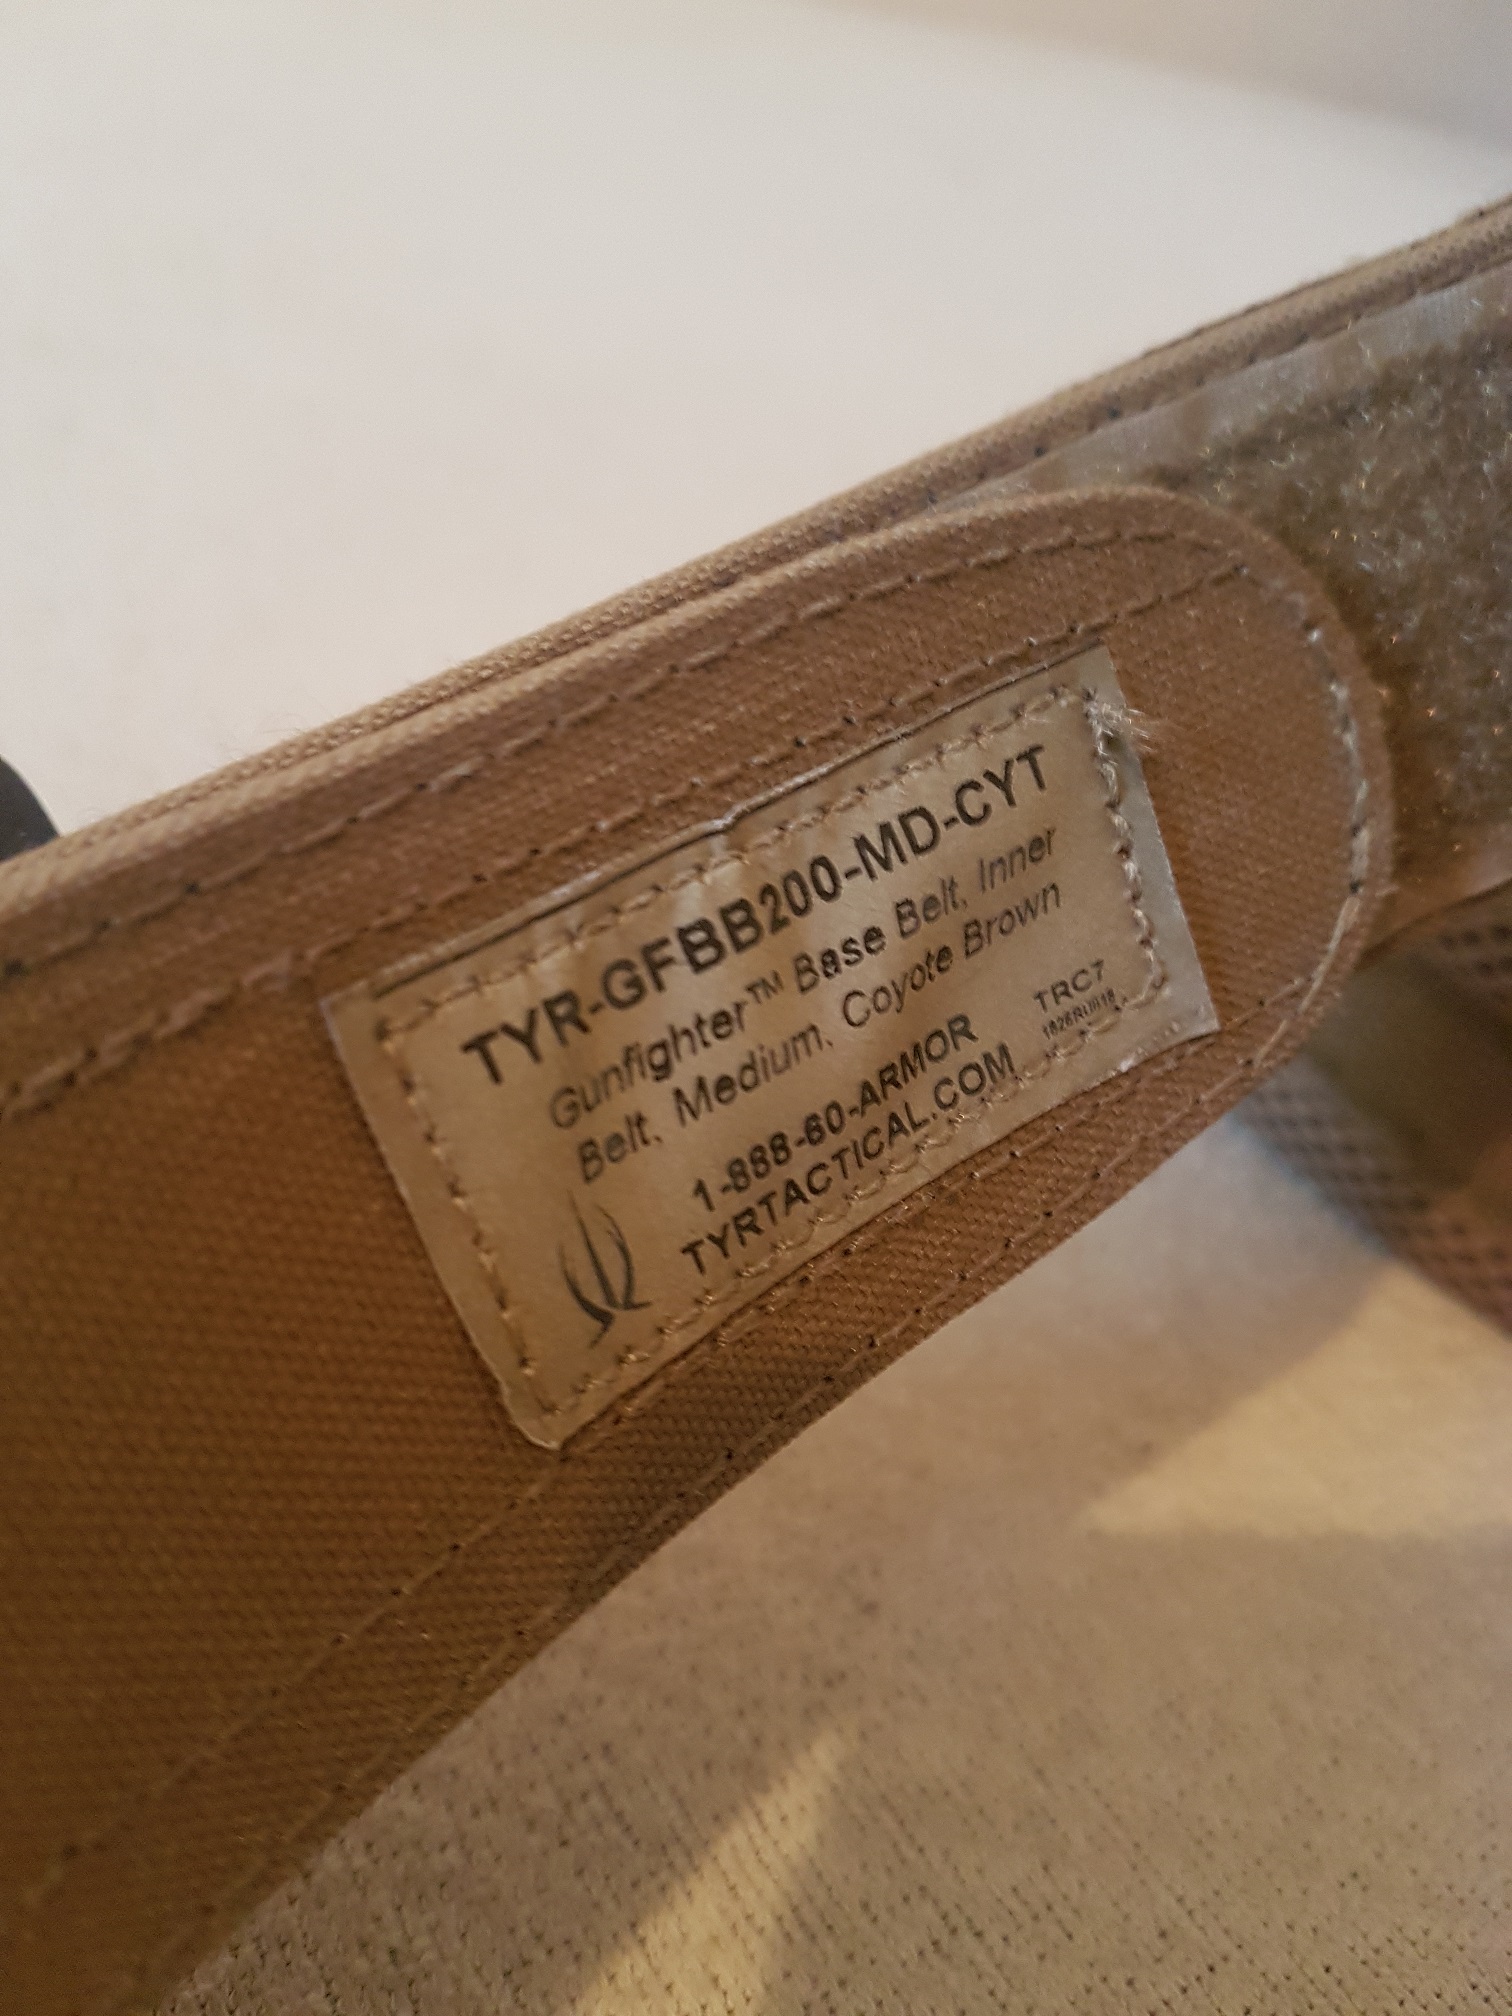 TYR-GFBB200-MD-CYT
Gunfighter™ Base Belt, Inner
Belt, Medium, Coyote Brown
1-888-60-ARMOR
TYRTACTICAL.COM
TRC7